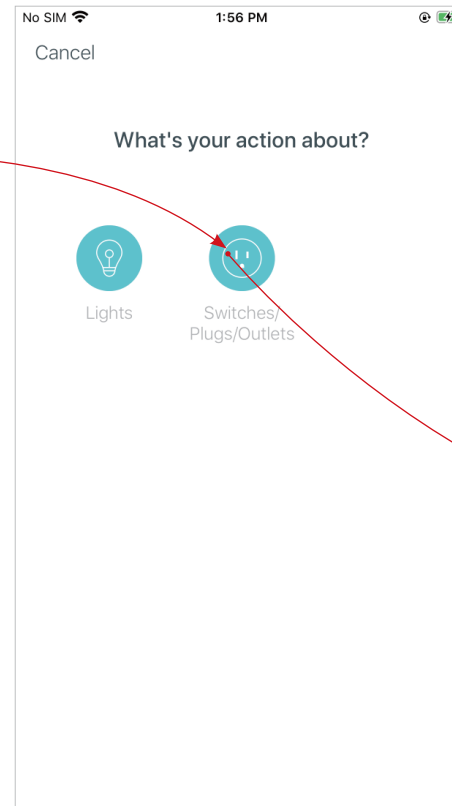 No SIM 1:56 PM
Cancel
What's your action about?
Lights
Switches/
Plugs/Outlets